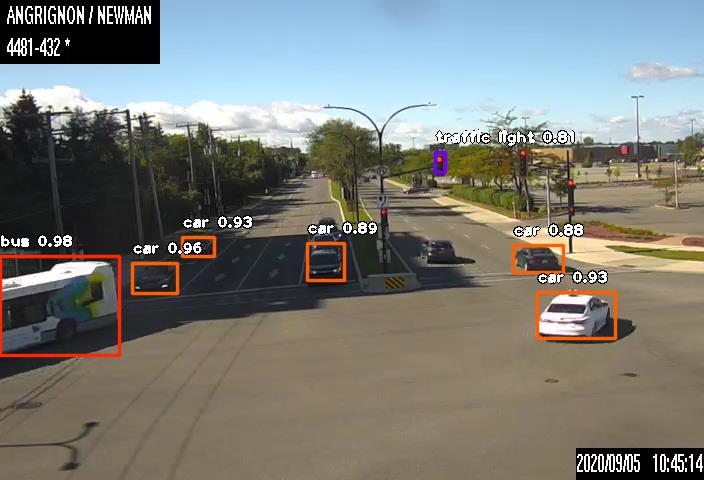 ANGRIGNON / NEWMAN
4481-432 *
traffic light 0.81
car 0.93
car 0.89
car 0.88
bus 0.98
car 0.96
car 0.93
2020/09/05 10:45:14